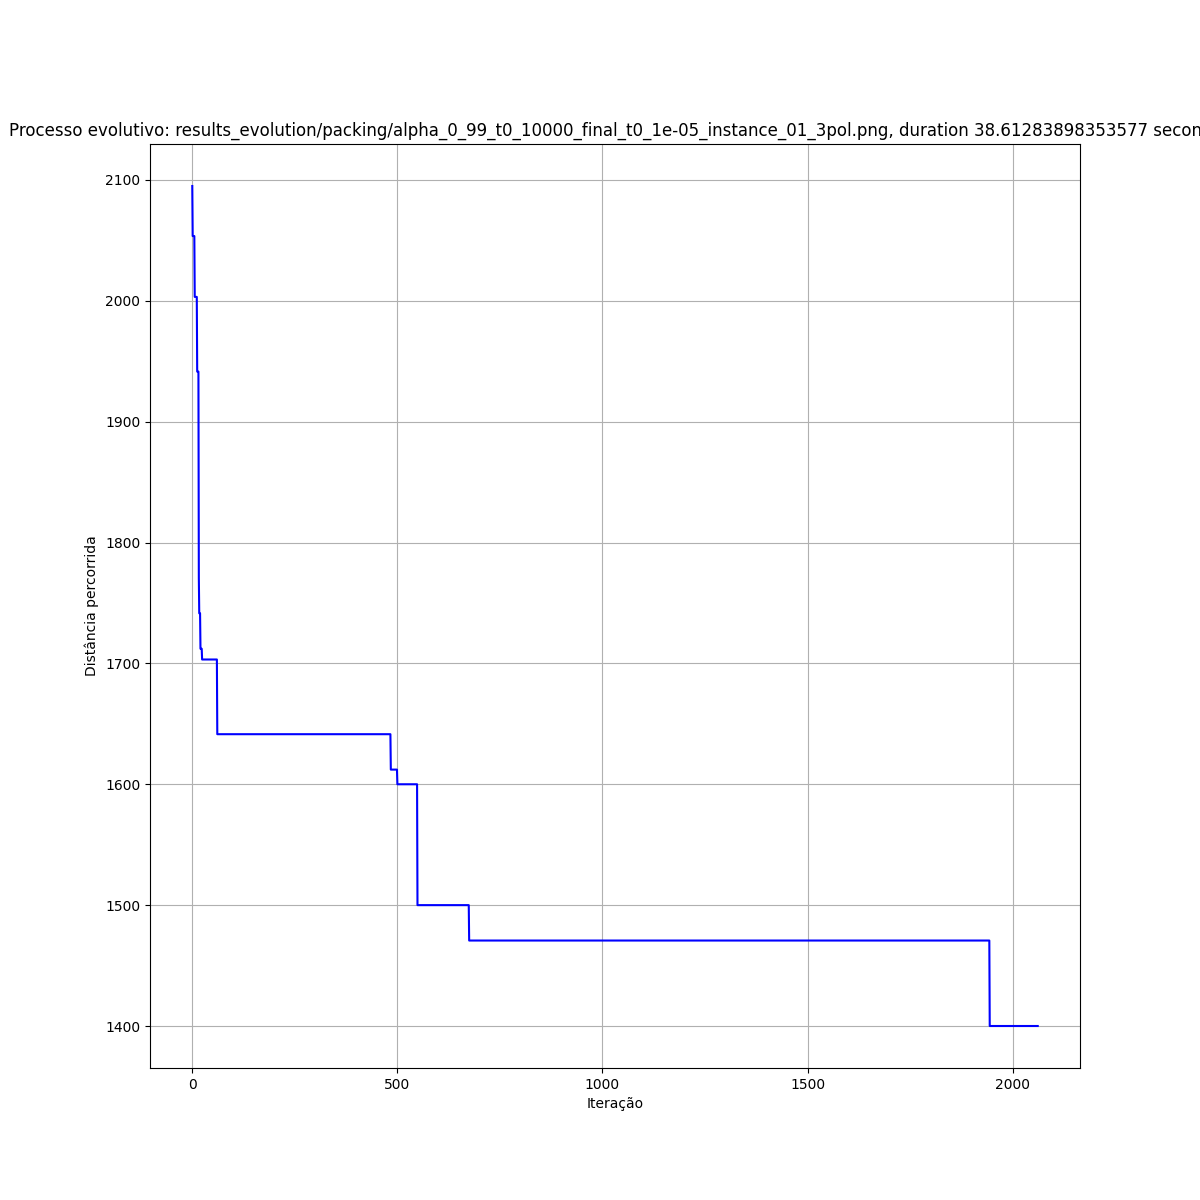 Processo evolutivo: results_evolution/packing/alpha_0_99_t0_10000_final_t0_1e-05_instance_01_3pol.png, duration 38.61283898353577 secon
2100
2000
1900
1800
1700
1600
1500
1400
Distância percorrida
0 500 1000 1500 2000
Iteração